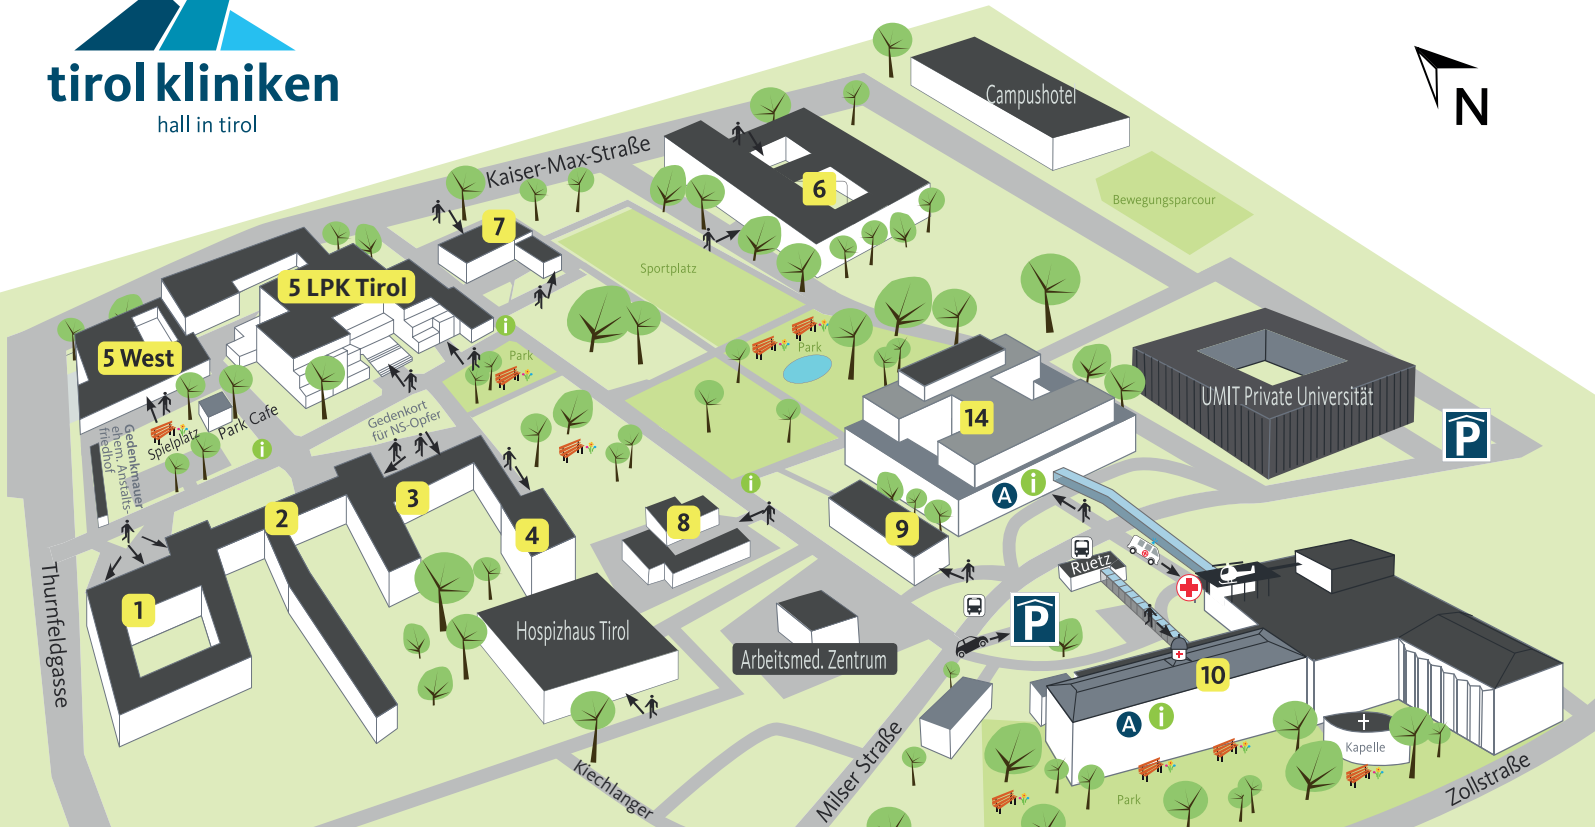 tirol kliniken
hall in tirol
N
Campushotel
Kaiser-Max-Straße
Bewegungsparcour
6
7
Sportplatz
5 LPK Tirol
i
5 West
Park
Park
UMIT Private Universität
P
14
A i
Gedenkort
für NS-Opfer
Park Cafe
Spielplatz
i
Gedenkmauer
ehem. Anstalts-
friedhof
3
2
4
8
i
9
1
Thurnfeldgasse
Hospizhaus Tirol
Arbeitsmed. Zentrum
Ruetz
P
10
A i
Kapelle
Park
Kiechlanger
Milser Straße
Zollstraße